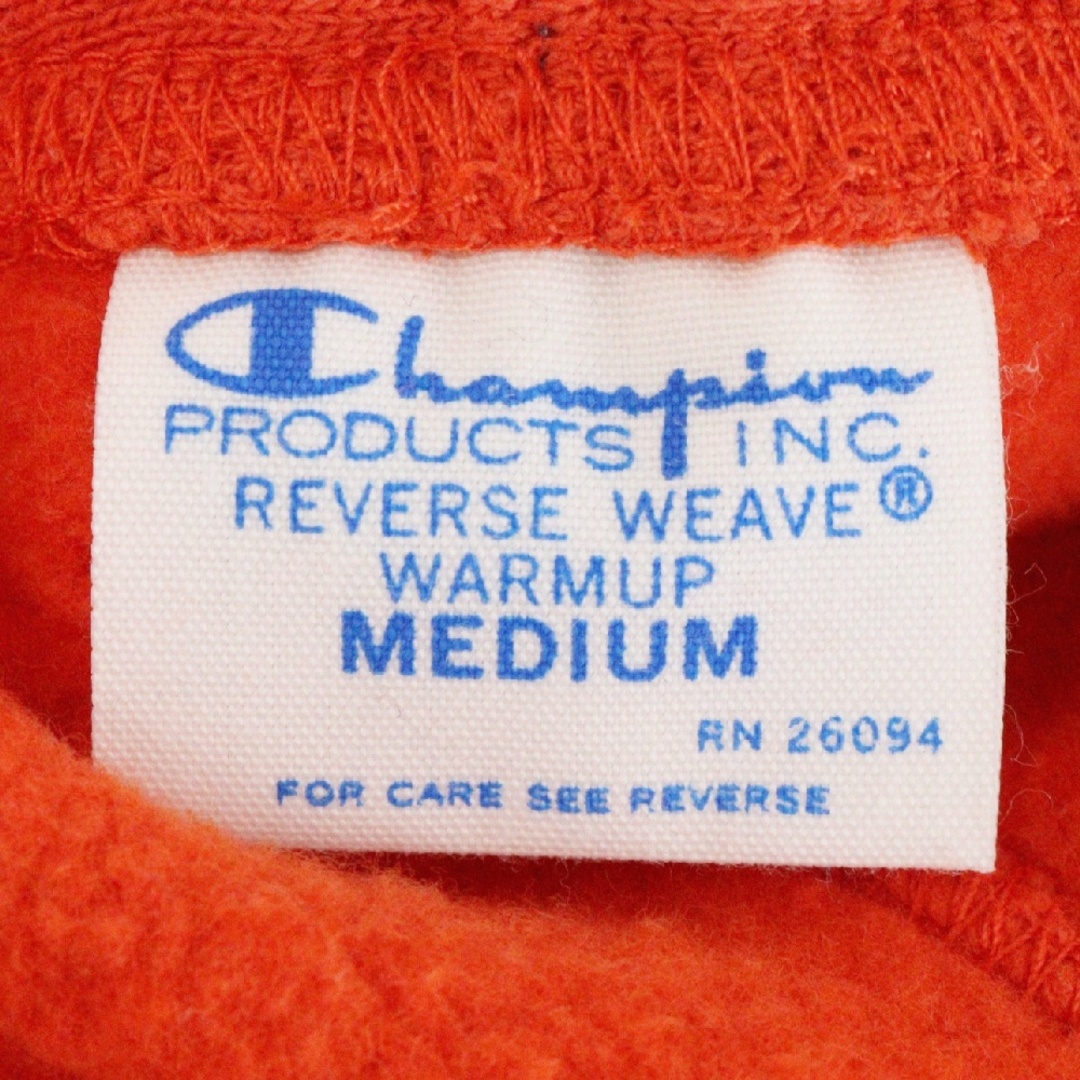 Champion
PRODUCTS INC.
REVERSE WEAVE®
WARMUP
MEDIUM
RN 26094
FOR CARE SEE REVERSE